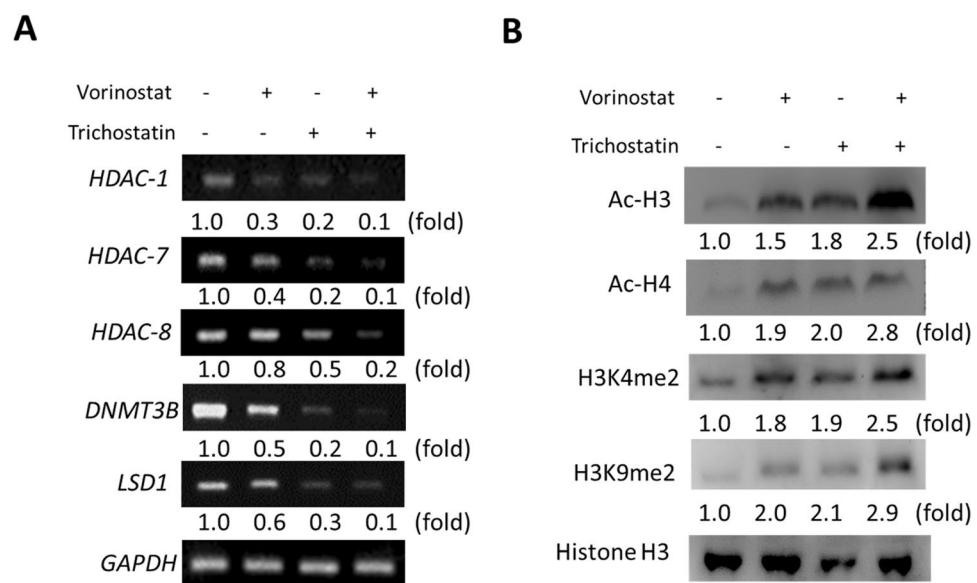 A
Vorinostat - + - +
Trichostatin - - + +
HDAC-1
1.0 0.3 0.2 0.1 (fold)
HDAC-7
1.0 0.4 0.2 0.1 (fold)
HDAC-8
1.0 0.8 0.5 0.2 (fold)
DNMT3B
1.0 0.5 0.2 0.1 (fold)
LSD1
1.0 0.6 0.3 0.1 (fold)
GAPDH
B
Vorinostat - + - +
Trichostatin - - + +
Ac-H3
1.0 1.5 1.8 2.5 (fold)
Ac-H4
1.0 1.9 2.0 2.8 (fold)
H3K4me2
1.0 1.8 1.9 2.5 (fold)
H3K9me2
1.0 2.0 2.1 2.9 (fold)
Histone H3